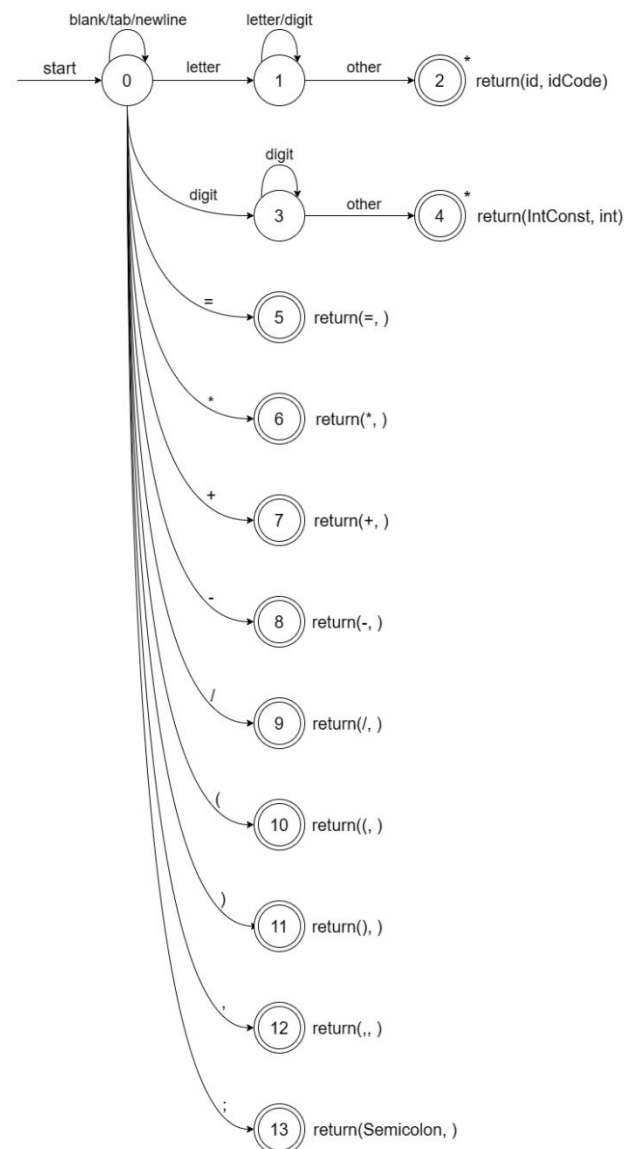 blank/tab/newline letter/digit
start 0 letter 1 other 2 * return(id, idCode)
digit
digit 3 other 4 * return(IntConst, int)
= 5 return(=, )
* 6 return(*, )
+ 7 return(+, )
- 8 return(-, )
/ 9 return(/, )
( 10 return((, )
) 11 return(), )
, 12 return(,, )
; 13 return(Semicolon, )